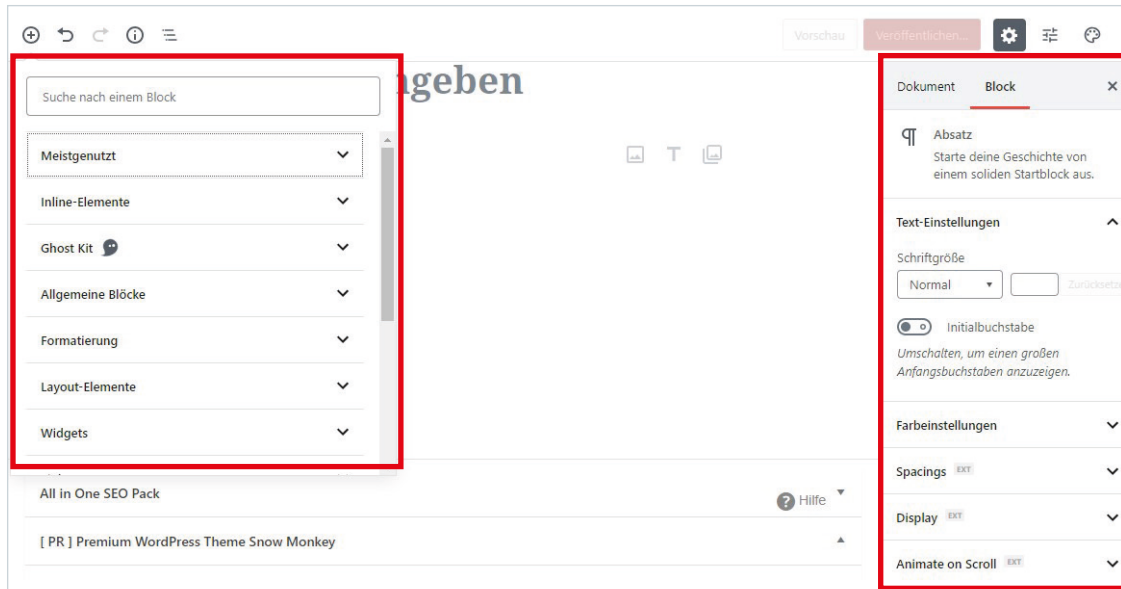 Vorschau
Veröffentlichen...
ngeben
Suche nach einem Block
Meistgenutzt
Inline-Elemente
Ghost Kit
Allgemeine Blöcke
Formatierung
Layout-Elemente
Widgets
All in One SEO Pack
Hilfe
[ PR ] Premium WordPress Theme Snow Monkey
Dokument Block
Absatz
Starte deine Geschichte von
einem soliden Startblock aus.
Text-Einstellungen
Schriftgröße
Normal
Zurücksetze
Initialbuchstabe
Umschalten, um einen großen
Anfangsbuchstaben anzuzeigen.
Farbeinstellungen
Spacings EXT
Display EXT
Animate on Scroll EXT